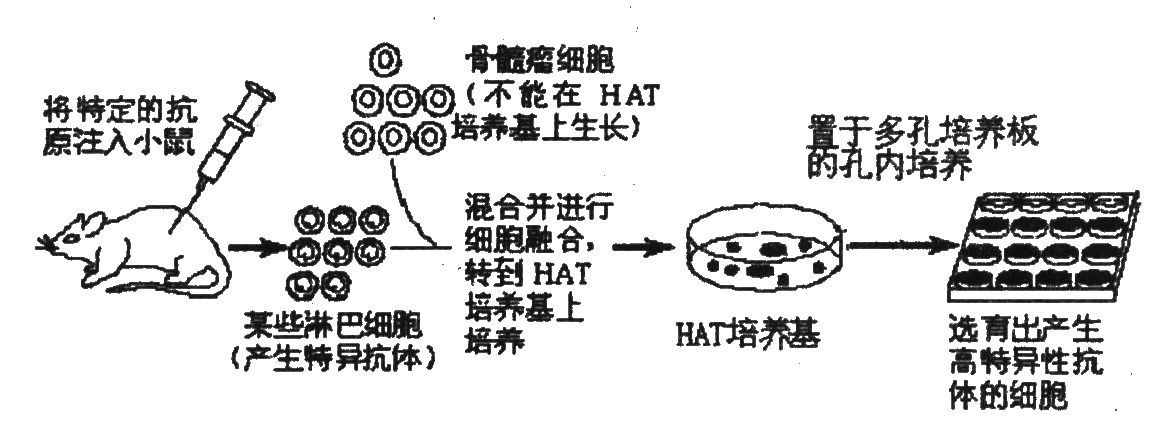 将特定的抗
原注入小鼠
骨髓瘤细胞
(不能在 HAT
培养基上生长)
某些淋巴细胞
(产生特异抗体)
混合并进行
细胞融合，
转到 HAT
培养基上
培养
HAT培养基
置于多孔培养板
的孔内培养
选育出产生
高特异性抗
体的细胞